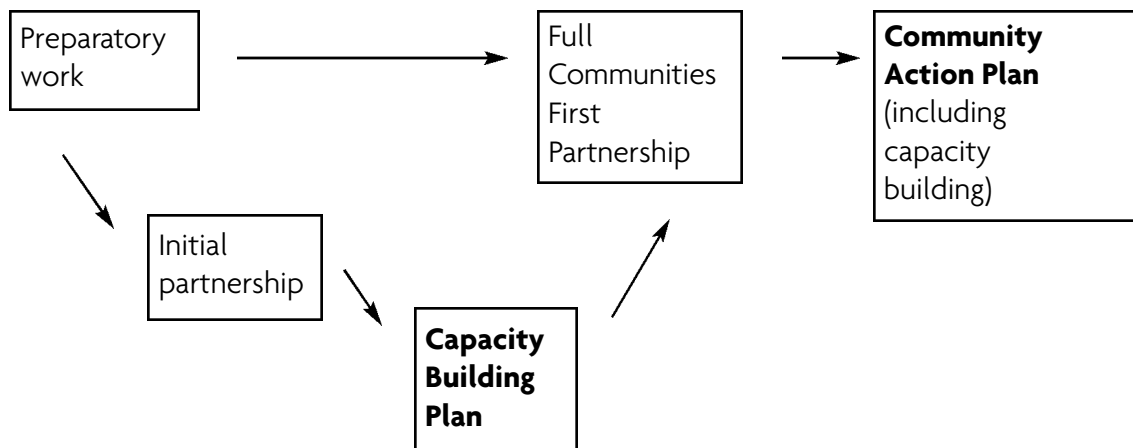 Preparatory
work
Full
Communities
First
Partnership
Community
Action Plan
(including
capacity
building)
Initial
partnership
Capacity
Building
Plan